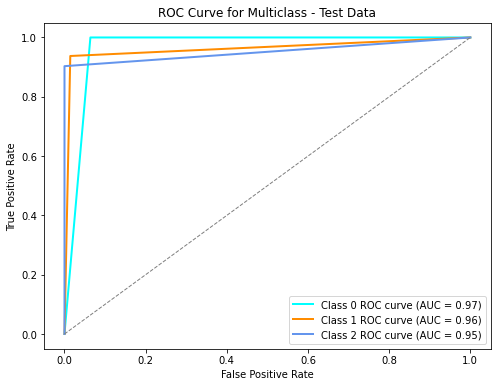 ROC Curve for Multiclass - Test Data
True Positive Rate
1.0
0.8
0.6
0.4
0.2
0.0
0.0 0.2 0.4 0.6 0.8 1.0
False Positive Rate
Class 0 ROC curve (AUC = 0.97)
Class 1 ROC curve (AUC = 0.96)
Class 2 ROC curve (AUC = 0.95)